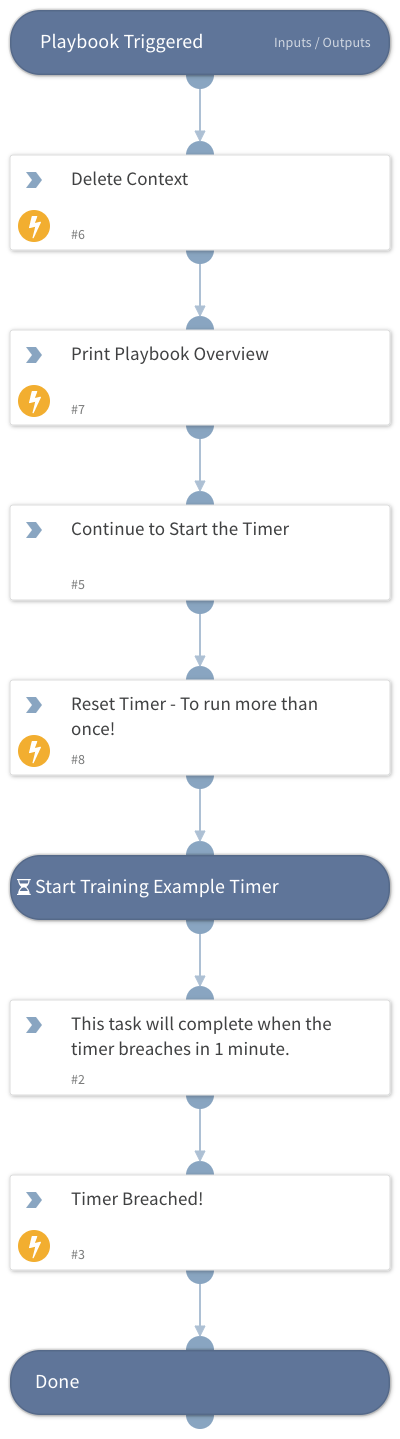 Playbook Triggered
Inputs / Outputs
Delete Context
#6
Print Playbook Overview
#7
Continue to Start the Timer
#5
Reset Timer - To run more than
once!
#8
Start Training Example Timer
This task will complete when the
timer breaches in 1 minute.
#2
Timer Breached!
#3
Done